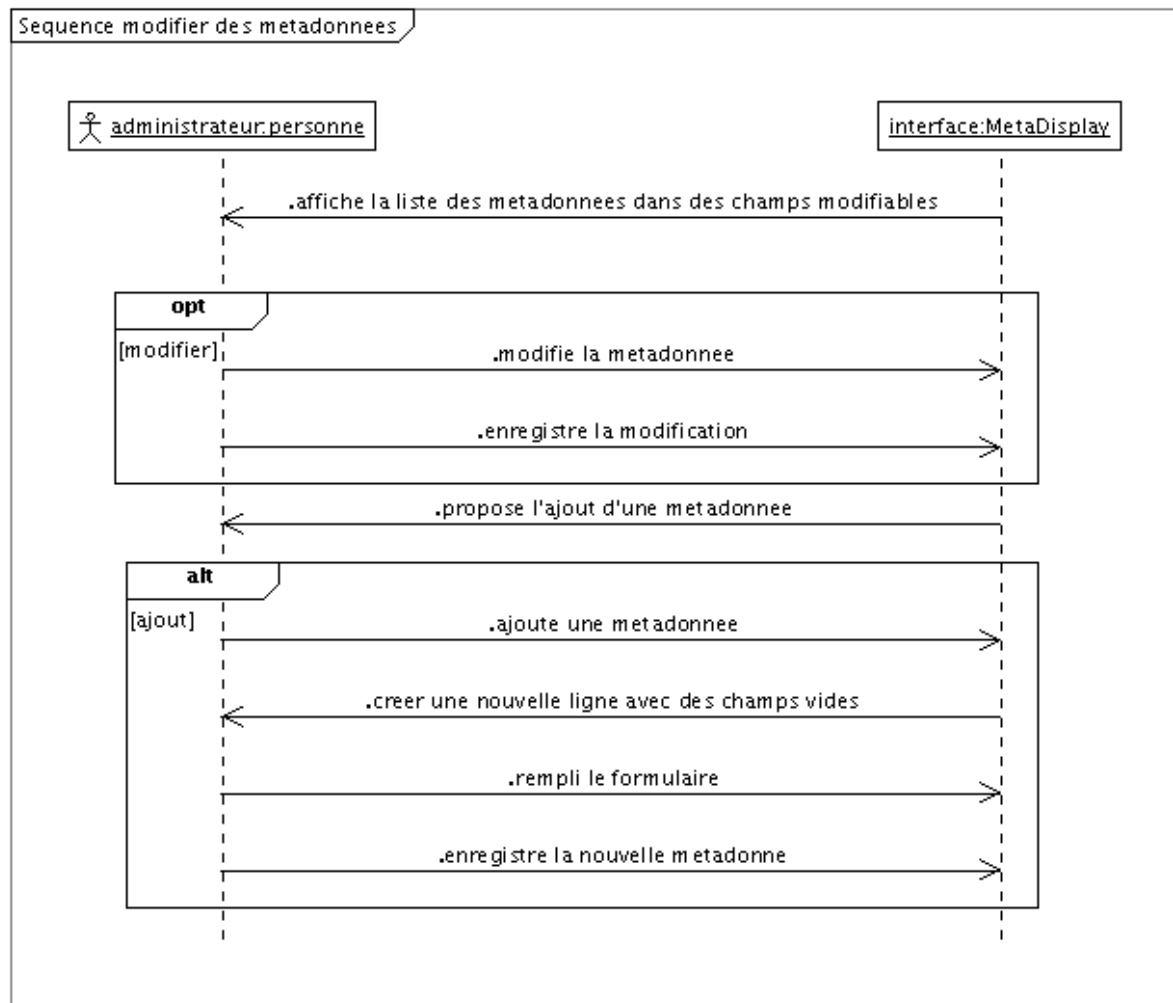 Sequence modifier des metadonnees
administrateur:personne
interface:MetaDisplay
.affiche la liste des metadonnees dans des champs modifiables
opt
[modifier]
.modifie la metadonnee
.enregistre la modification
.propose l'ajout d'une metadonnee
alt
[ajout]
.ajoute une metadonnee
.creer une nouvelle ligne avec des champs vides
.rempli le formulaire
.enregistre la nouvelle metadonne